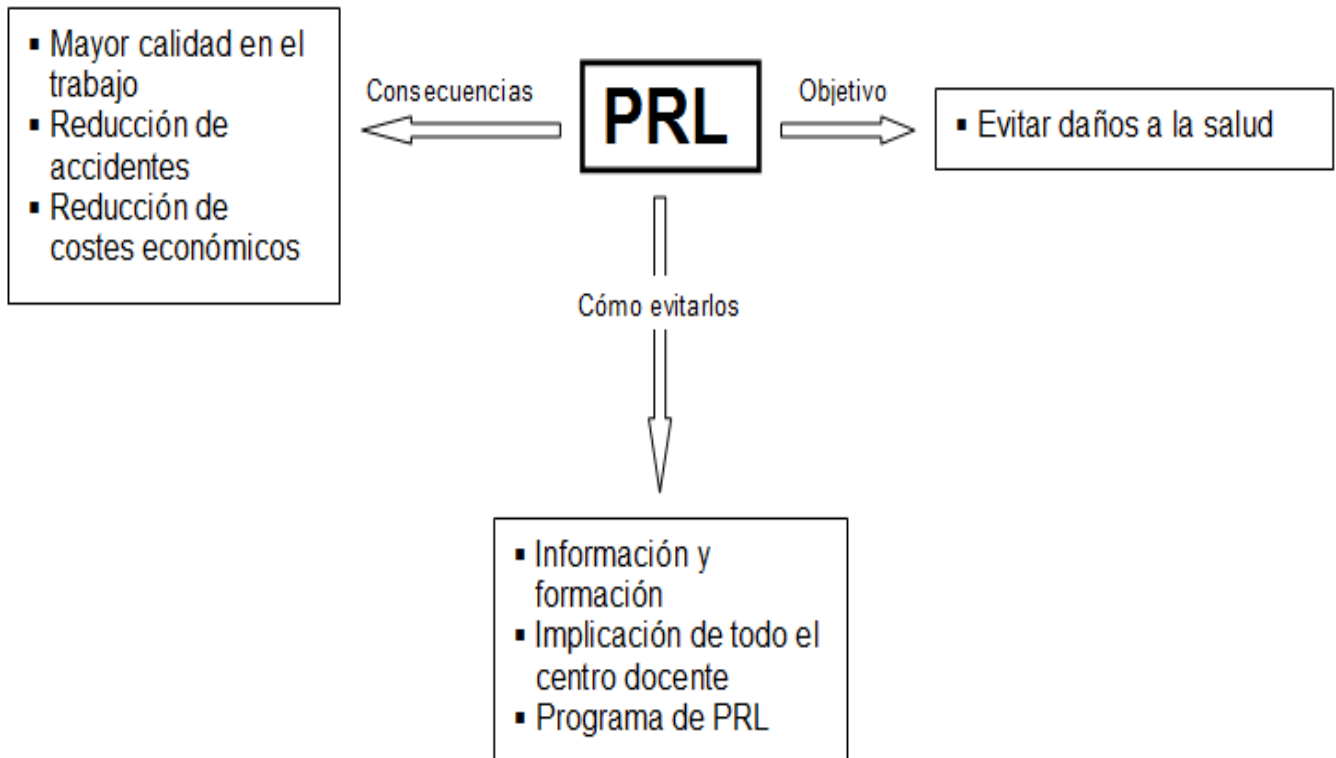 ▪ Mayor calidad en el
trabajo
▪ Reducción de
accidentes
▪ Reducción de
costes económicos
Consecuencias
PRL
Objetivo
▪ Evitar daños a la salud
Cómo evitarlos
▪ Información y
formación
▪ Implicación de todo el
centro docente
▪ Programa de PRL